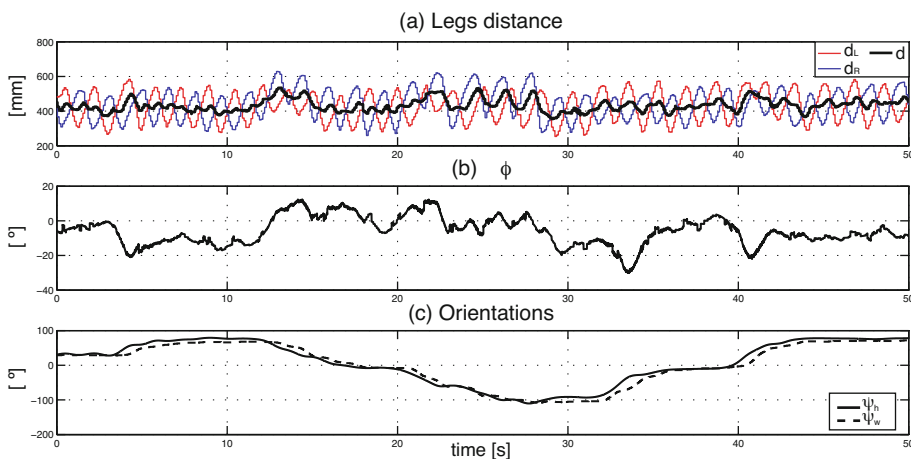 (a) Legs distance
800
600
400
200
[mm]
dL
dR
d
0 10 20 30 40 50
(b) ϕ
20
0
−20
−40
[ º]
0 10 20 30 40 50
(c) Orientations
100
0
−100
−200
[ º]
ψh
ψw
0 10 20 30 40 50
time [s]